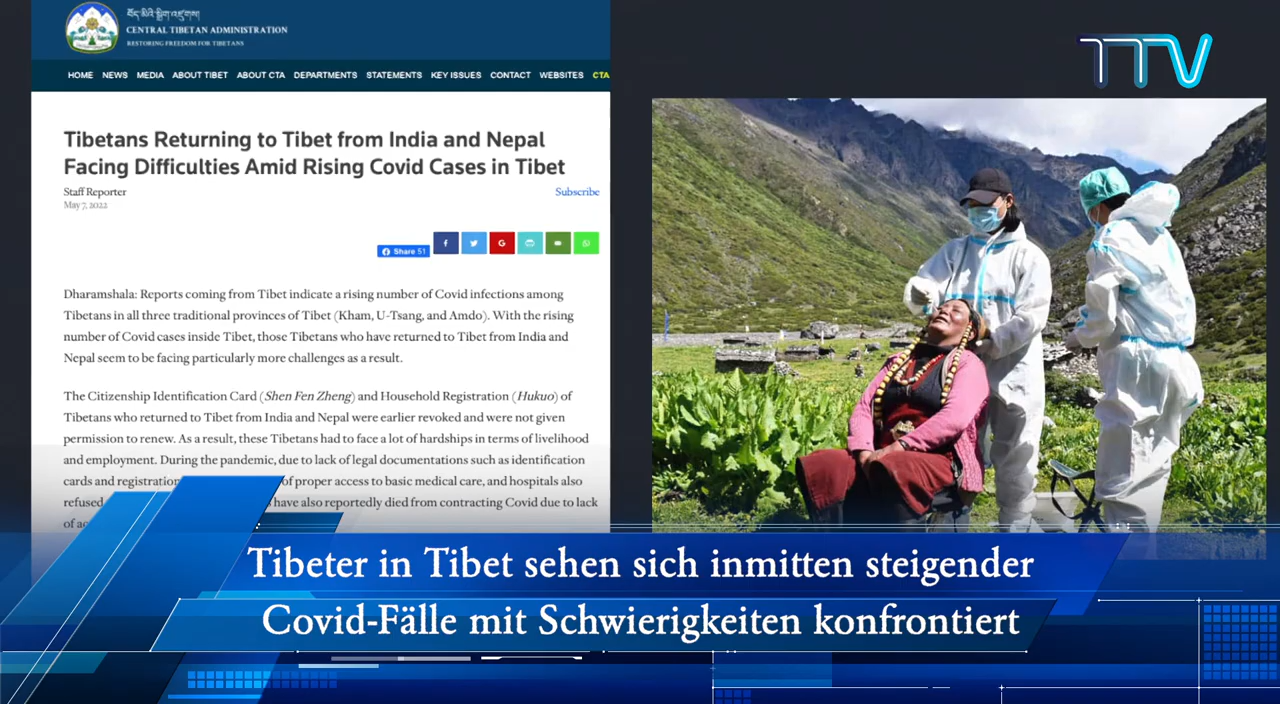 བོད་མིའི་སྒྲིག་འཛུགས།
CENTRAL TIBETAN ADMINISTRATION
RESTORING FREEDOM FOR TIBETANS
TTV
HOME NEWS MEDIA ABOUT TIBET ABOUT CTA DEPARTMENTS STATEMENTS KEY ISSUES CONTACT WEBSITES CTA
Tibetans Returning to Tibet from India and Nepal
Facing Difficulties Amid Rising Covid Cases in Tibet
Staff Reporter
Subscribe
May 7, 2022
Share 51
Dharamshala: Reports coming from Tibet indicate a rising number of Covid infections among
Tibetans in all three traditional provinces of Tibet (Kham, U-Tsang, and Amdo). With the rising
number of Covid cases inside Tibet, those Tibetans who have returned to Tibet from India and
Nepal seem to be facing particularly more challenges as a result.
The Citizenship Identification Card (Shen Fen Zheng) and Household Registration (Hukuo) of
Tibetans who returned to Tibet from India and Nepal were earlier revoked and were not given
permission to renew. As a result, these Tibetans had to face a lot of hardships in terms of livelihood
and employment. During the pandemic, due to lack of legal documentations such as identification
cards and registration of proper access to basic medical care, and hospitals also
refused have also reportedly died from contracting Covid due to lack
of
Tibeter in Tibet sehen sich inmitten steigender
Covid-Fälle mit Schwierigkeiten konfrontiert